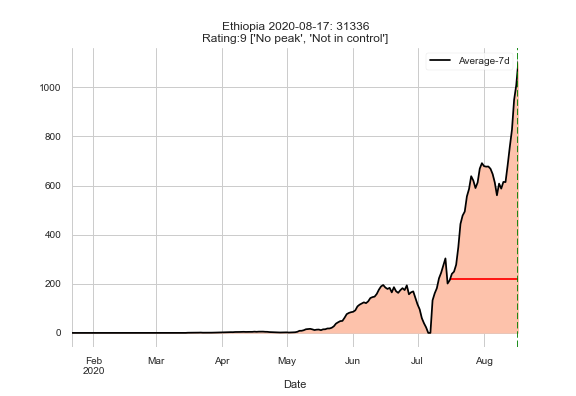 Ethiopia 2020-08-17: 31336
Rating:9 ['No peak', 'Not in control']
Average-7d
1000
800
600
400
200
0
Feb Mar Apr May Jun Jul Aug
2020
Date